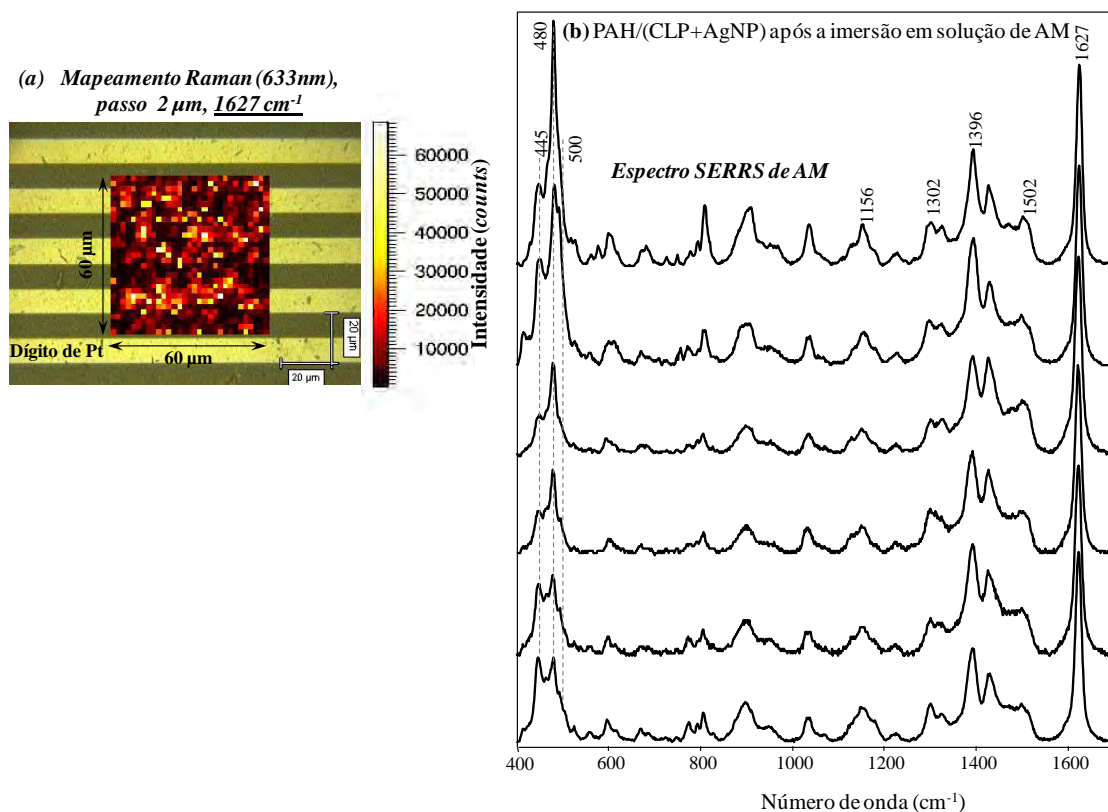 (a) Mapeamento Raman (633nm),
passo 2 µm, 1627 cm-1
60 µm
60 µm
Dígito de Pt
20 µm
20 µm
60000
50000
40000
30000
20000
10000
Intensidade (counts)
(b) PAH/(CLP+AgNP) após a imersão em solução de AM
Espectro SERRS de AM
445
480
500
1156
1302
1396
1502
1627
400
600
800
1000
1200
1400
1600
Número de onda (cm-1)